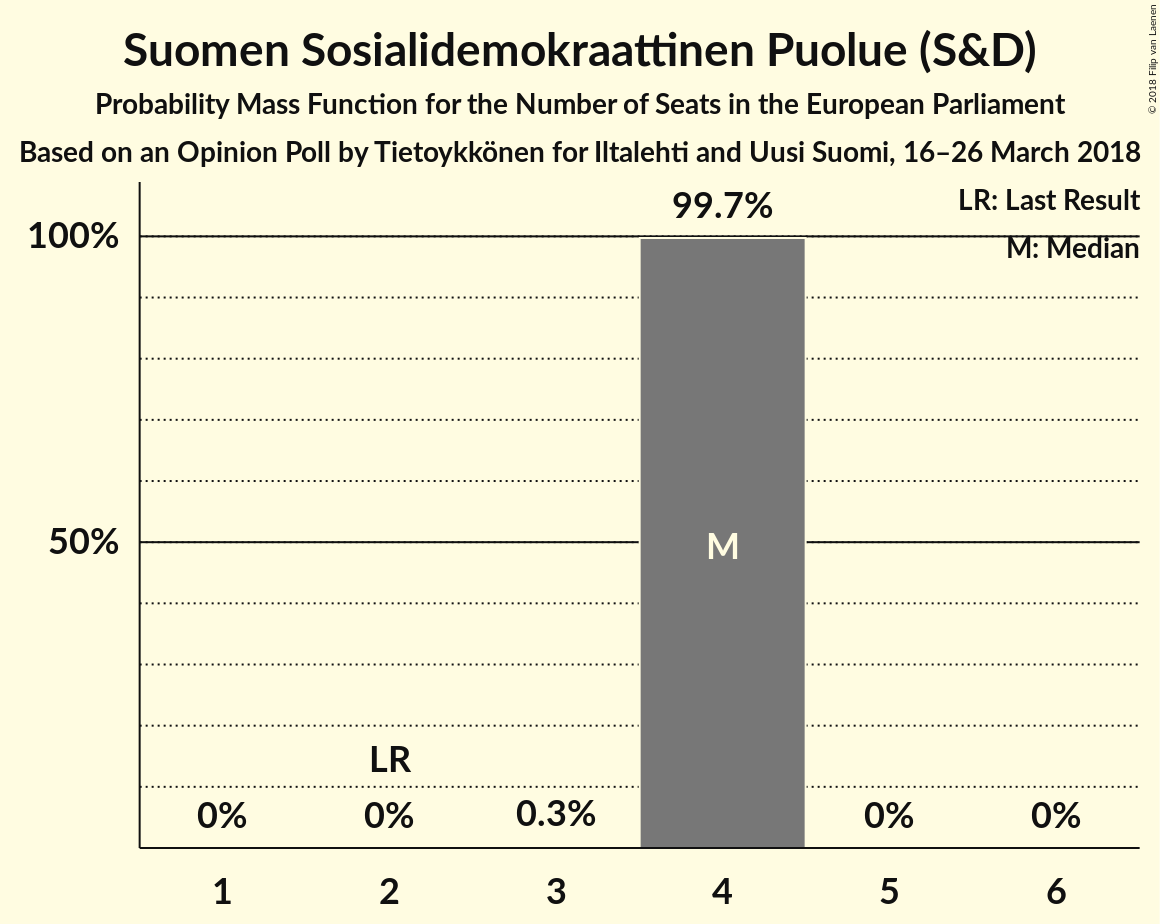 Suomen Sosialidemokraattinen Puolue (S&D)
Probability Mass Function for the Number of Seats in the European Parliament
Based on an Opinion Poll by Tietoykkönen for Iltalehti and Uusi Suomi, 16–26 March 2018
© 2018 Filip van Laenen
LR: Last Result
M: Median
99.7%
100%
50%
M
LR
0%
0%
0.3%
0%
0%
1
2
3
4
5
6